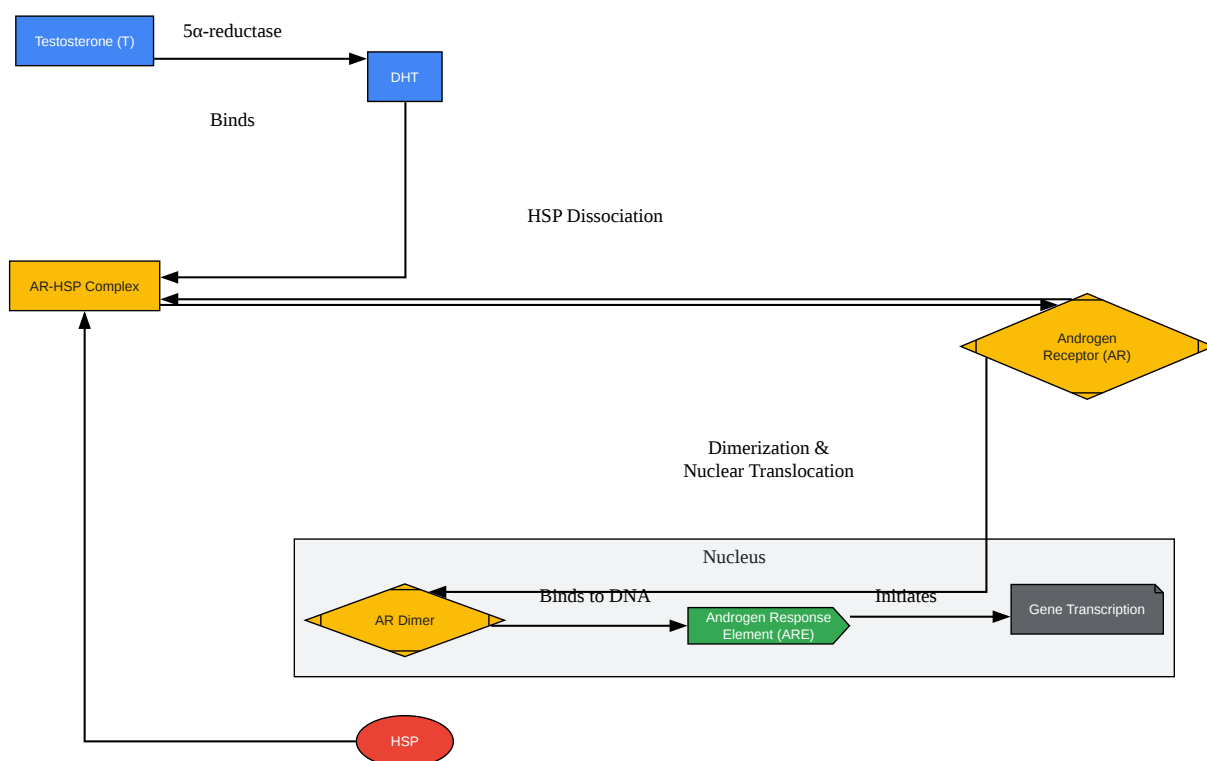 Testosterone (T)
5α-reductase
DHT
Binds
HSP Dissociation
AR-HSP Complex
Androgen
Receptor (AR)
Dimerization &
Nuclear Translocation
Nucleus
AR Dimer
Binds to DNA
Androgen Response
Element (ARE)
Initiates
Gene Transcription
HSP